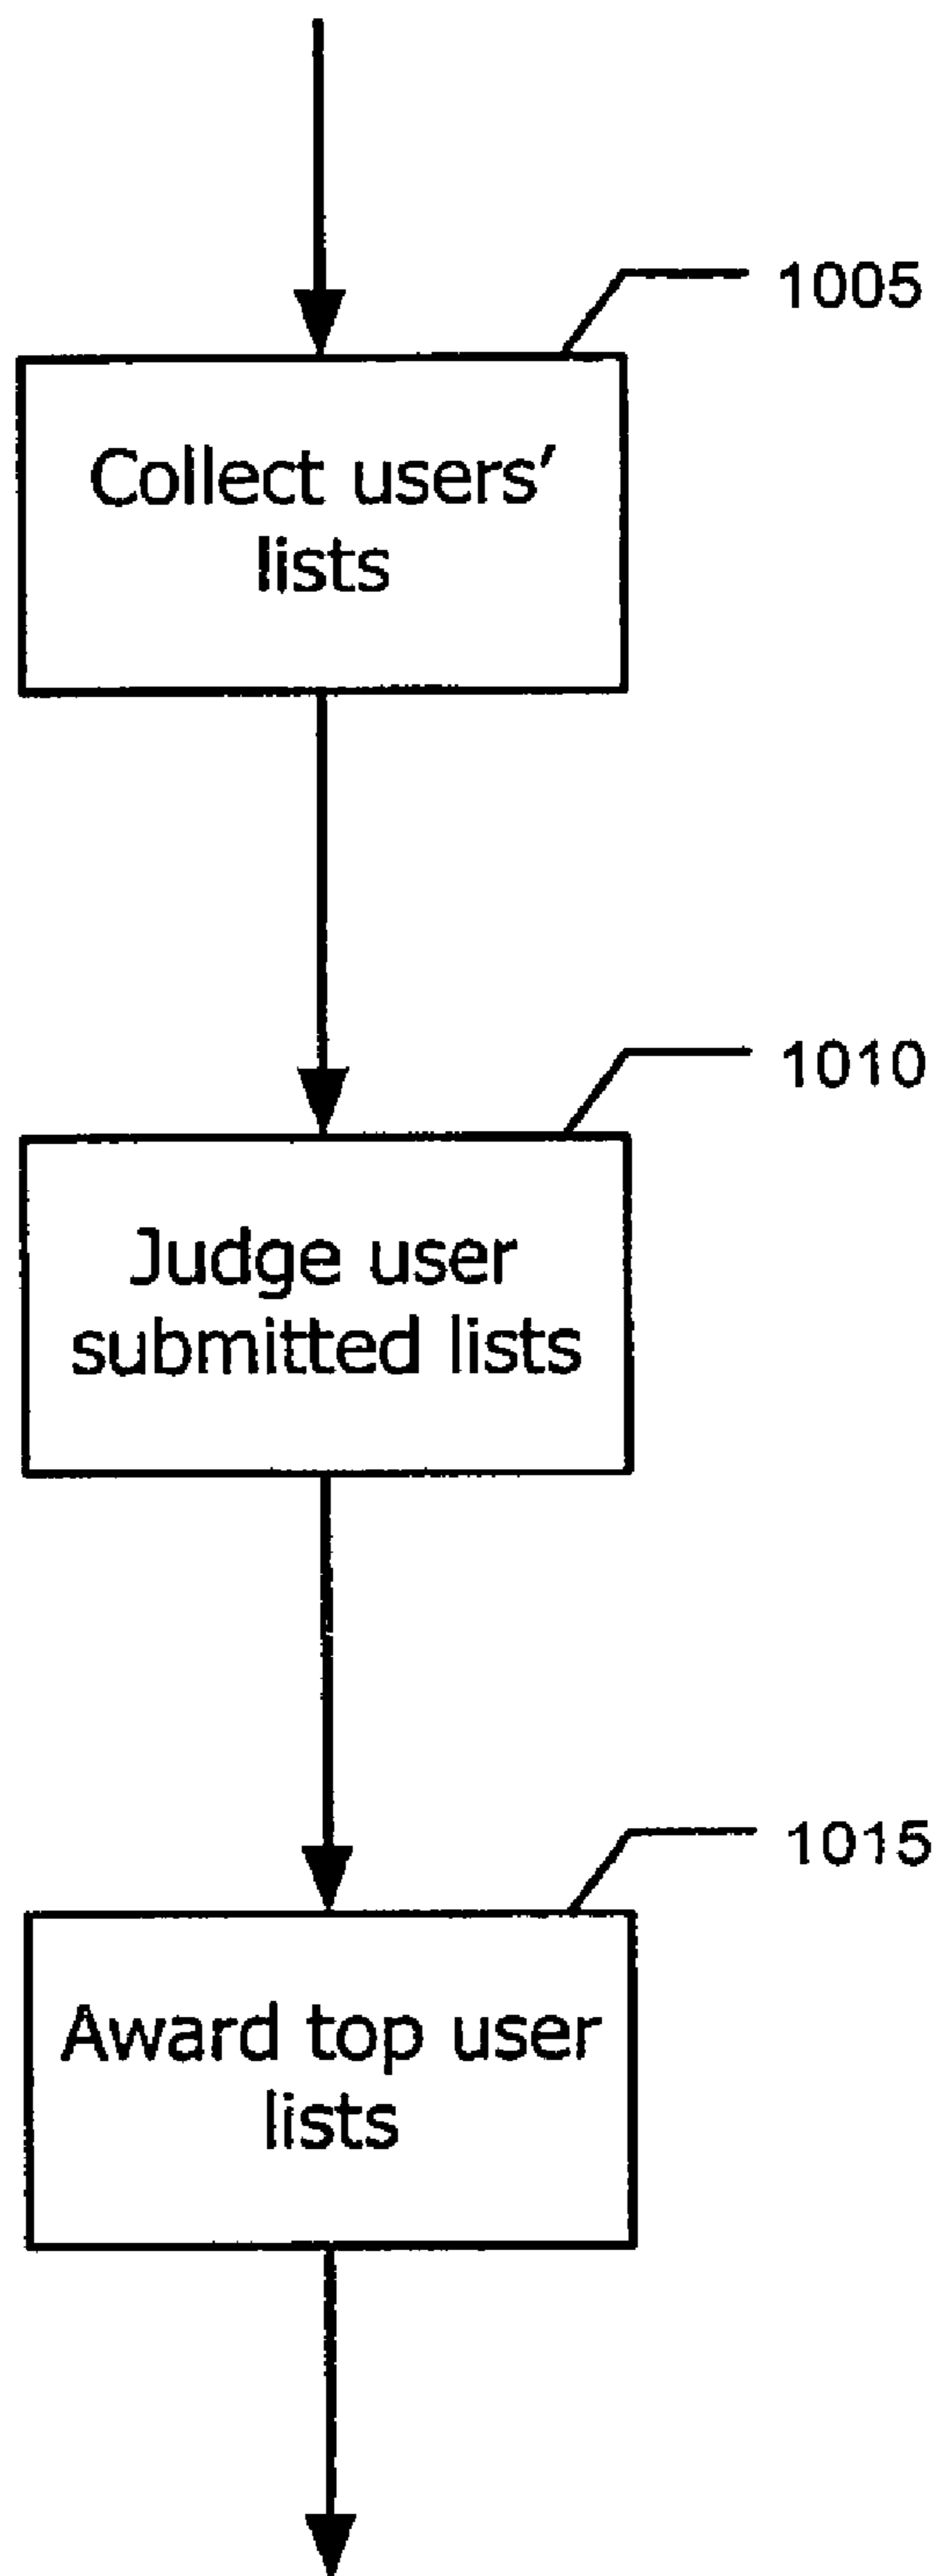 1005
Collect users'
lists
1010
Judge user
submitted lists
1015
Award top user
lists